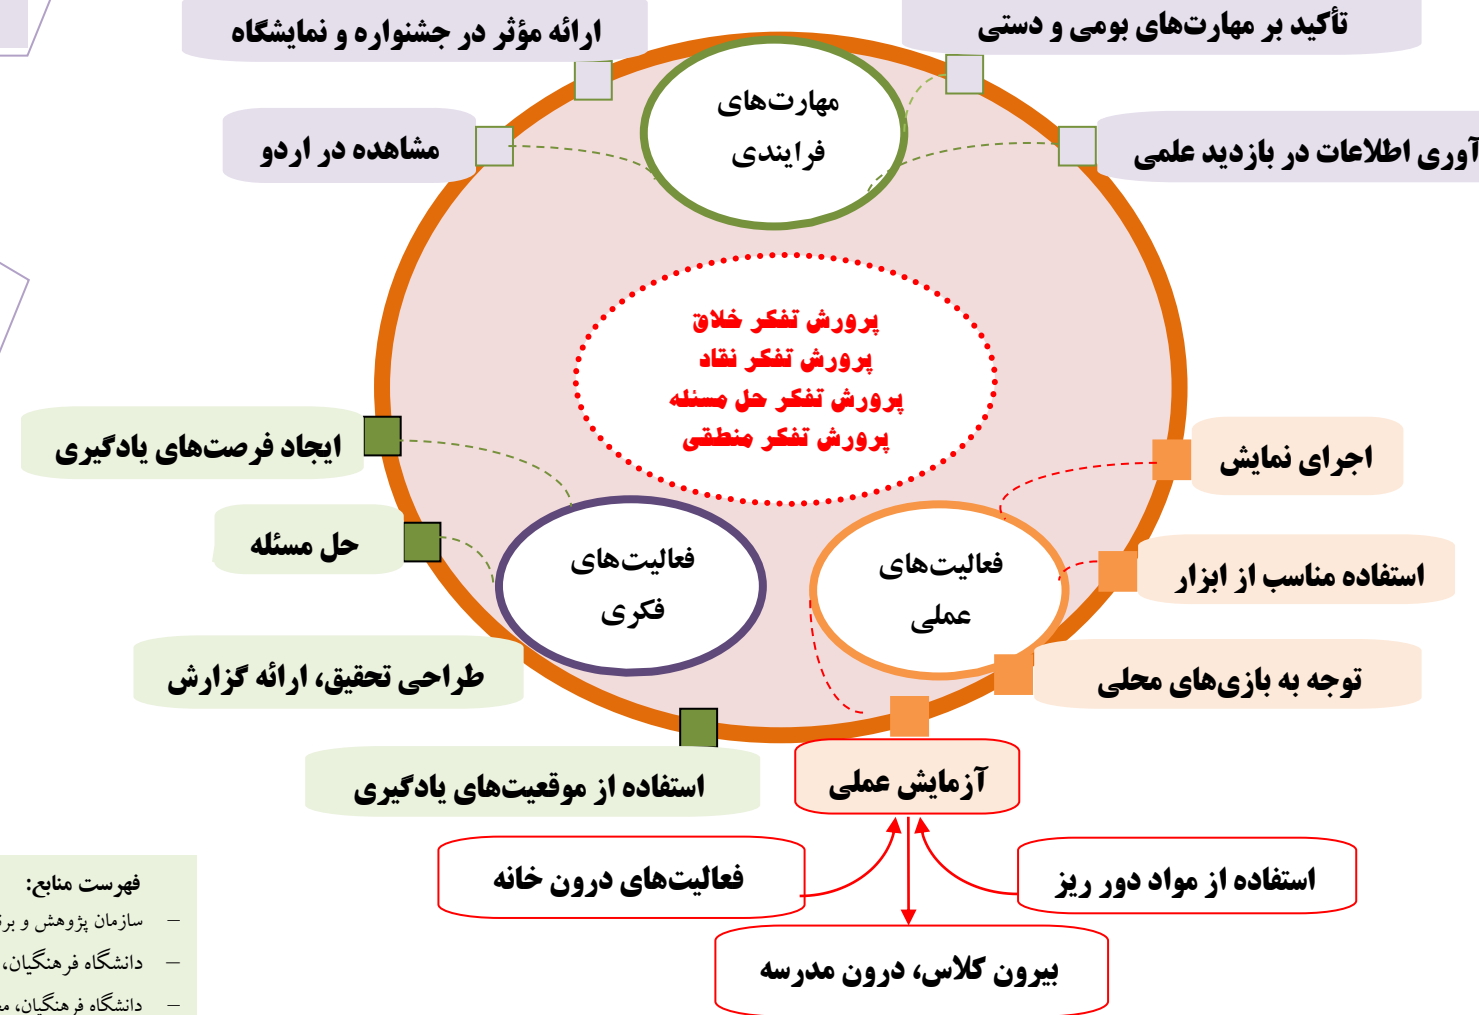 تأکید بر مهارت‌های بومی و دستی
ارائه مؤثر در جشنواره و نمایشگاه
مهارت‌های
فرایندی
آوری اطلاعات در بازدید علمی
مشاهده در اردو
پرورش تفکر خلاق
پرورش تفکر نقاد
پرورش تفکر حل مسئله
پرورش تفکر منطقی
اجرای نمایش
ایجاد فرصت‌های یادگیری
استفاده مناسب از ابزار
حل مسئله
فعالیت‌های
عملی
فعالیت‌های
فکری
توجه به بازی‌های محلی
طراحی تحقیق، ارائه گزارش
آزمایش عملی
استفاده از موقعیت‌های یادگیری
استفاده از مواد دور ریز
فعالیت‌های درون خانه
بیرون کلاس، درون مدرسه
فهرست منابع:
– سازمان پژوهش و
– دانشگاه فرهنگیان،
– دانشگاه فرهنگیان،